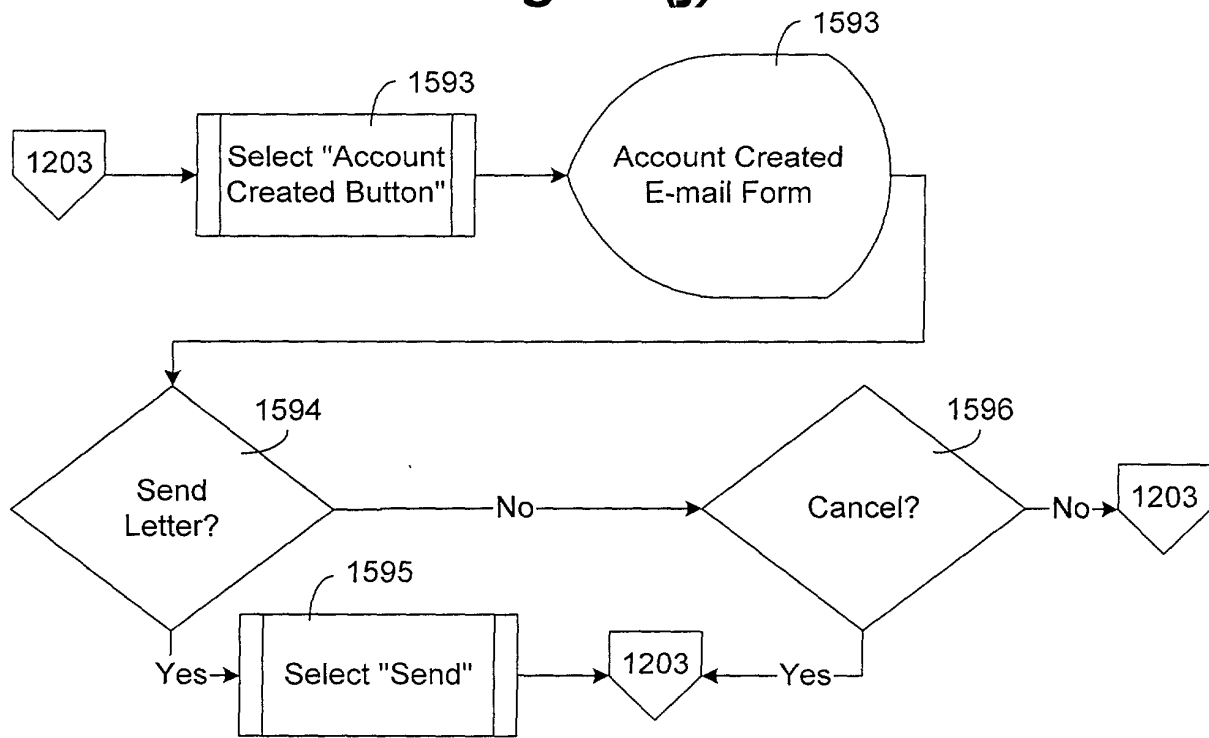 1593
1593
1203
Select "Account
Created Button"
Account Created
E-mail Form
1594
1596
Send
Letter?
No
Cancel?
No
1203
1595
Yes
Select "Send"
1203
Yes